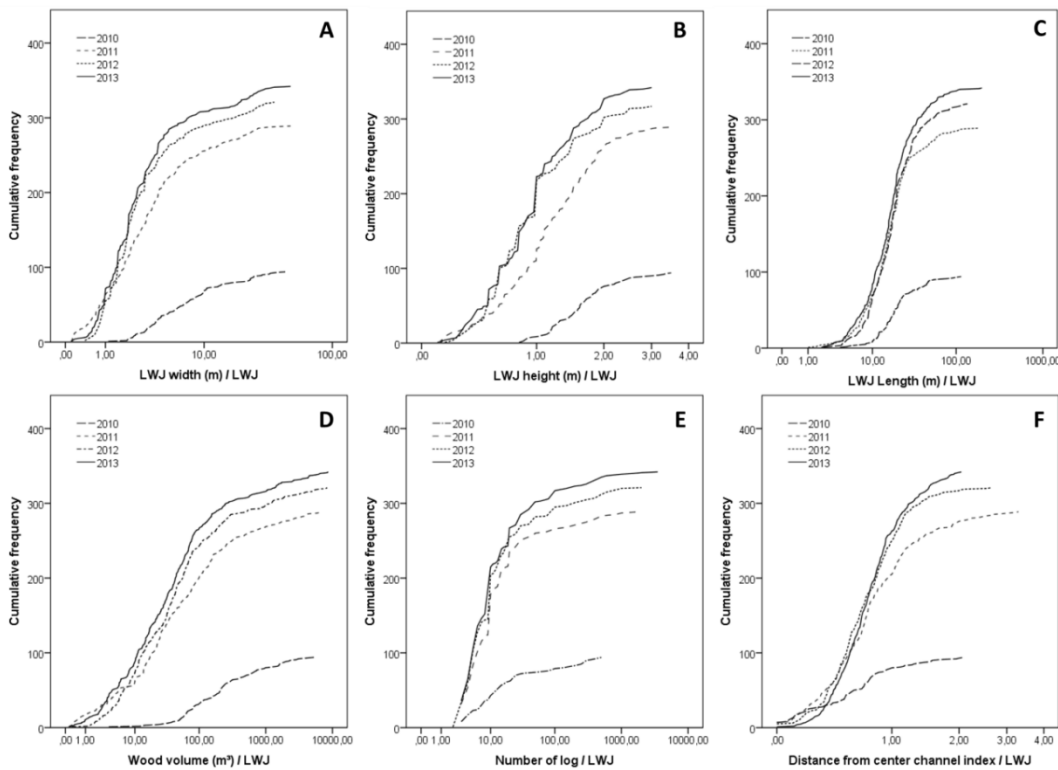 A
400
300
200
100
0
Cumulative frequency
2010
2011
2012
2013
,00 1,00 10,00 100,00
LWJ width (m) / LWJ
B
400
300
200
100
0
Cumulative frequency
2010
2011
2012
2013
,00 1,00 2,00 3,00 4,00
LWJ height (m) / LWJ
C
400
300
200
100
0
Cumulative frequency
2010
2011
2012
2013
,00 1,00 10,00 100,00 1000,00
LWJ Length (m) / LWJ
D
400
300
200
100
0
Cumulative frequency
2010
2011
2012
2013
,00 1,00 10,00 100,00 1000,00 10000,00
Wood volume (m³) / LWJ
E
400
300
200
100
0
Cumulative frequency
2010
2011
2012
2013
,00 1,00 10,00 100,00 1000,00 10000,00
Number of log / LWJ
F
400
300
200
100
0
Cumulative frequency
2010
2011
2012
2013
,00 1,00 2,00 3,00 4,00
Distance from center channel index / LWJ